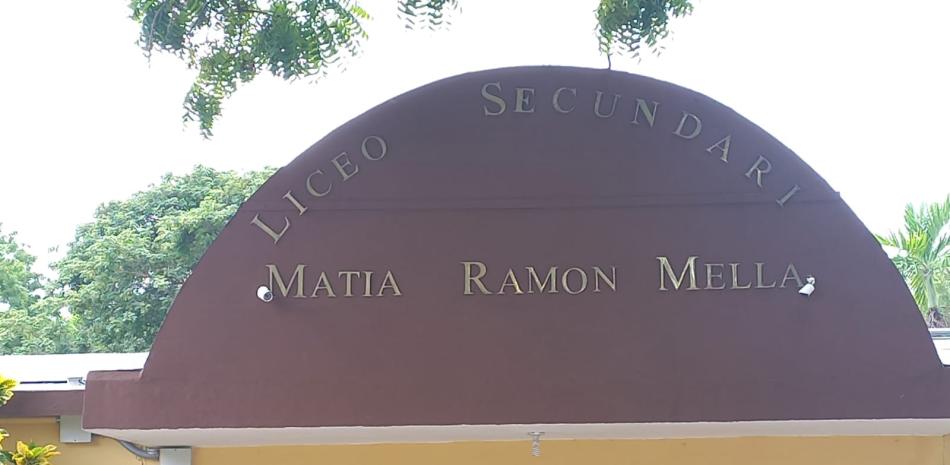 LICEO SECUNDARI
MATIA RAMON MELLA